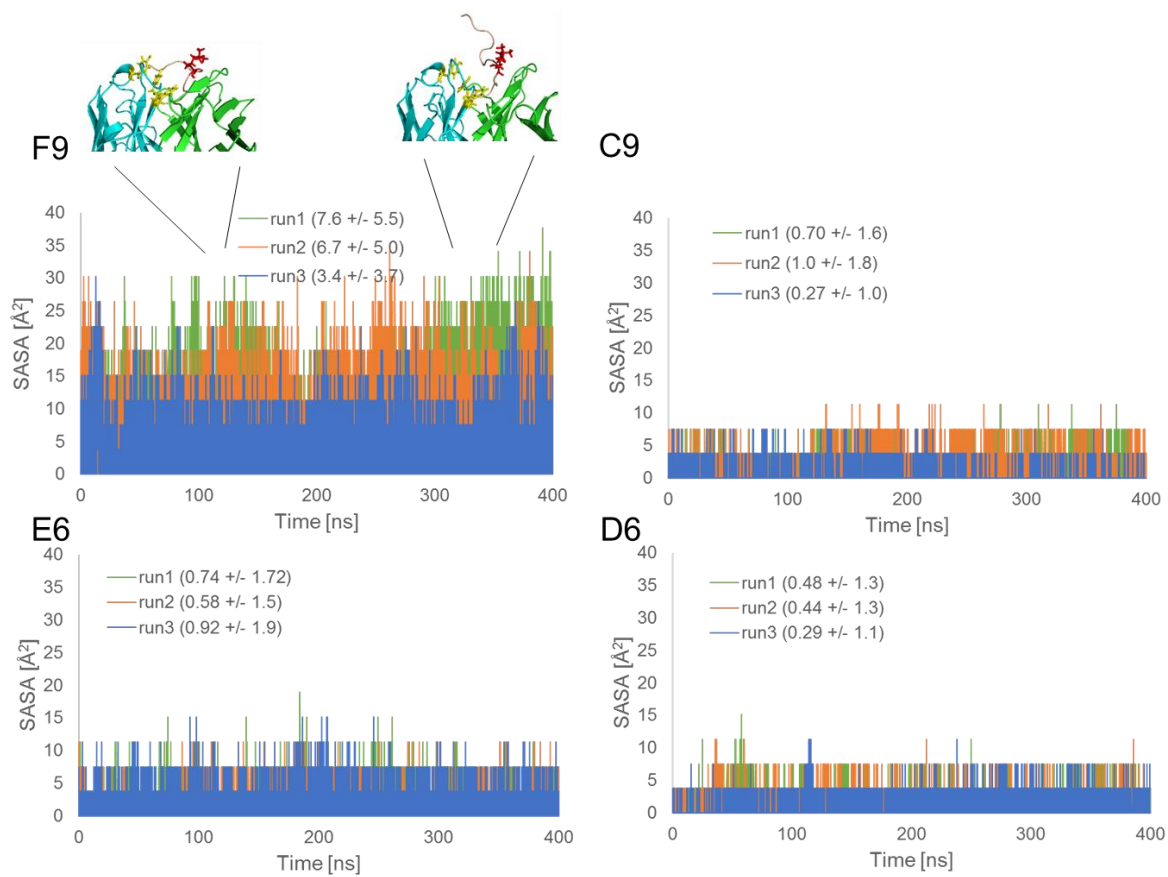 F9
run1 (7.6 +/- 5.5)
run2 (6.7 +/- 5.0)
run3 (3.4 +/- 3.7)
SASA [Å²]
40
35
30
25
20
15
10
5
0
0 100 200 300 400
Time [ns]
C9
run1 (0.70 +/- 1.6)
run2 (1.0 +/- 1.8)
run3 (0.27 +/- 1.0)
SASA [Å²]
40
35
30
25
20
15
10
5
0
0 100 200 300 400
Time [ns]
E6
run1 (0.74 +/- 1.72)
run2 (0.58 +/- 1.5)
run3 (0.92 +/- 1.9)
SASA [Å²]
40
35
30
25
20
15
10
5
0
0 100 200 300 400
Time [ns]
D6
run1 (0.48 +/- 1.3)
run2 (0.44 +/- 1.3)
run3 (0.29 +/- 1.1)
SASA [Å²]
40
35
30
25
20
15
10
5
0
0 100 200 300 400
Time [ns]